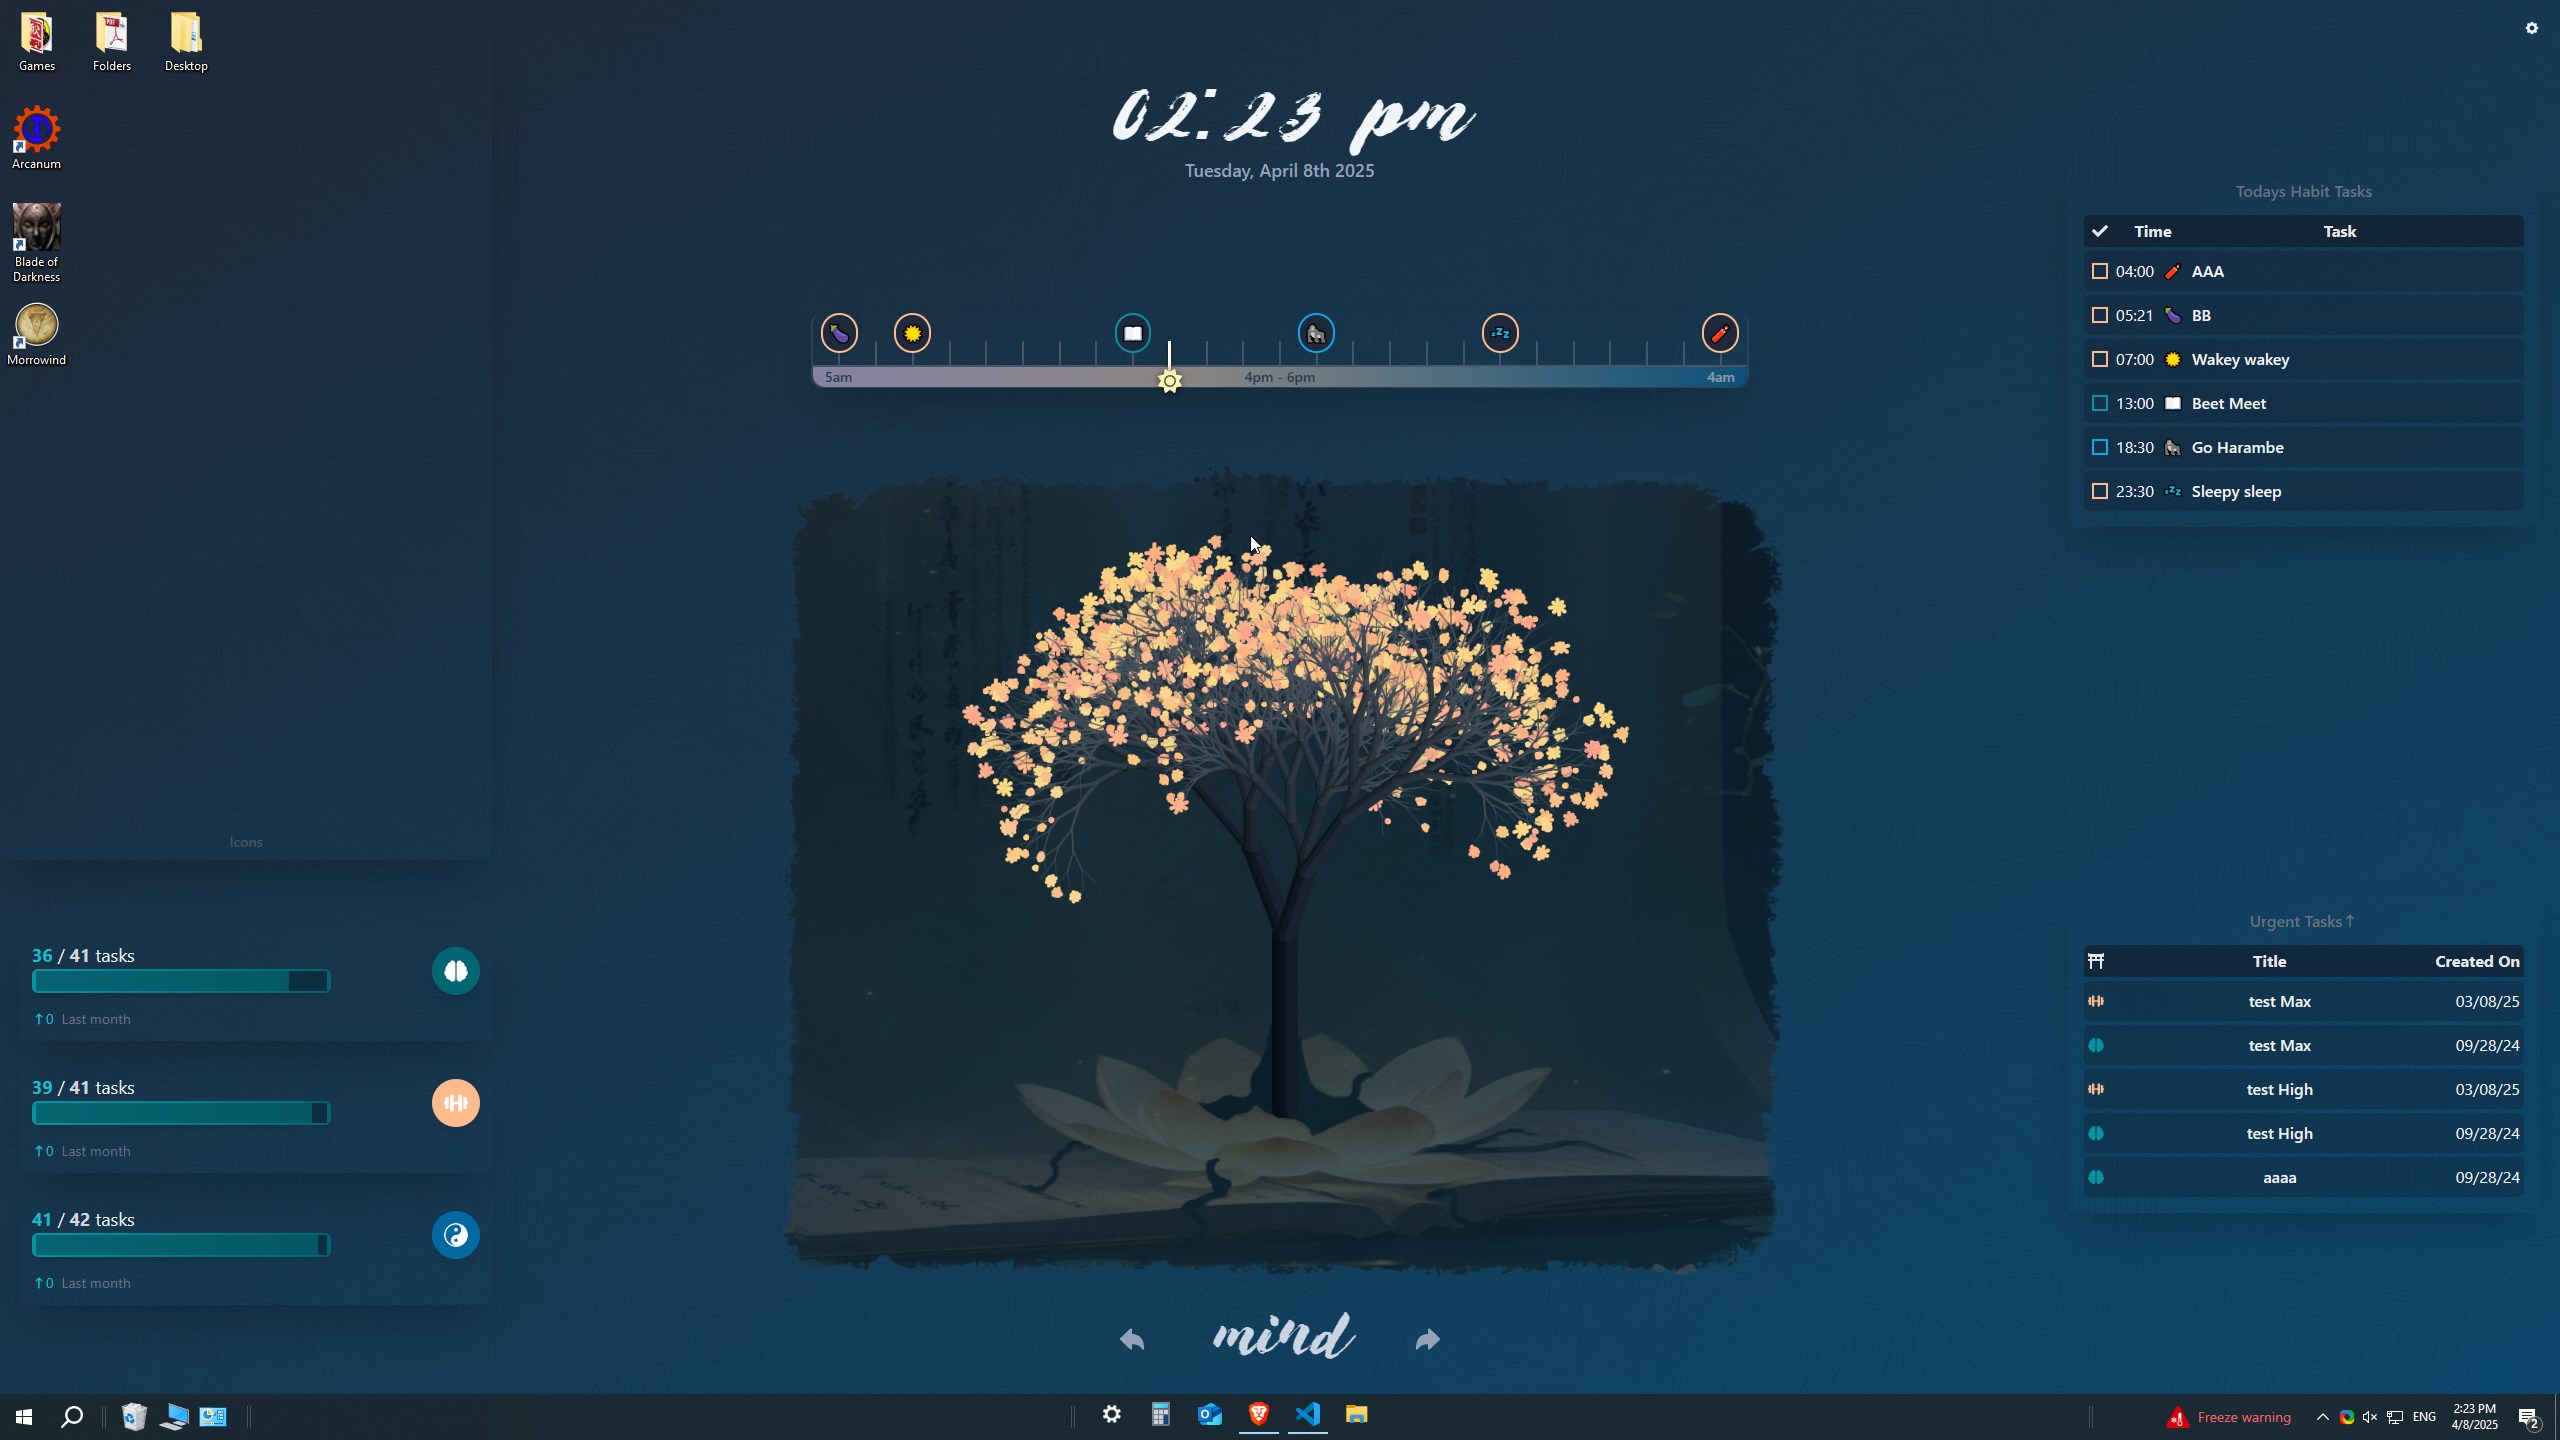 Games
Folders
Desktop
Arcanum
Blade of
Darkness
Morrowind
Icons
02:23 pm
Tuesday, April 8th 2025
5am
4pm - 6pm
4am
Todays Habit Tasks
Time Task
04:00 AAA
05:21 BB
07:00 Wakey wakey
13:00 Beet Meet
18:30 Go Harambe
23:30 Sleepy sleep
36 / 41 tasks
↑0 Last month
39 / 41 tasks
↑0 Last month
41 / 42 tasks
↑0 Last month
Urgent Tasks↑
Title Created On
test Max 03/08/25
test Max 09/28/24
test High 03/08/25
test High 09/28/24
aaaa 09/28/24
mind
Freeze warning
ENG
2:23 PM
4/8/2025
2